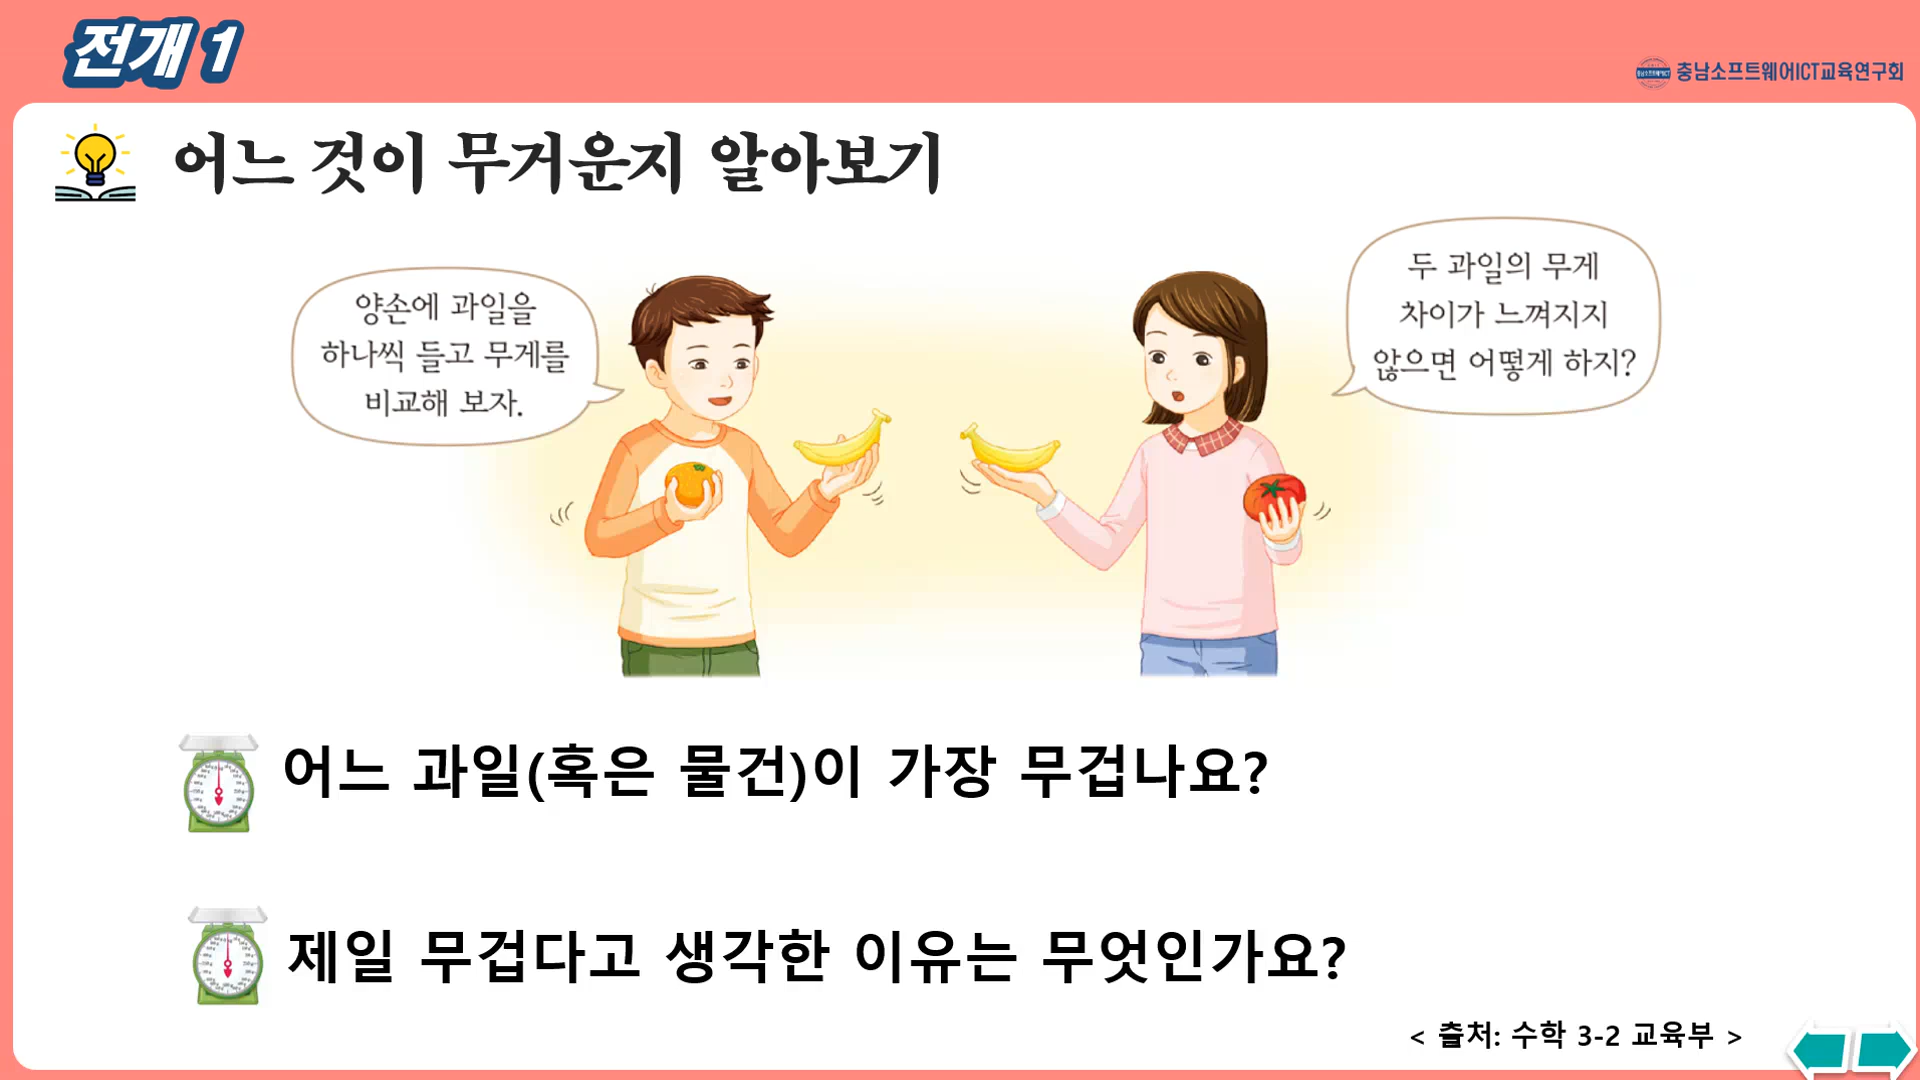 전개 1
충남소프트웨어ICT교육연구회
어느 것이 무거운지 알아보기
양손에 과일을
하나씩 들고 무게를
비교해 보자.
두 과일의 무게
차이가 느껴지지
않으면 어떻게 하지?
어느 과일(혹은 물건)이 가장 무겁나요?
제일 무겁다고 생각한 이유는 무엇인가요?
< 출처: 수학 3-2 교육부 >